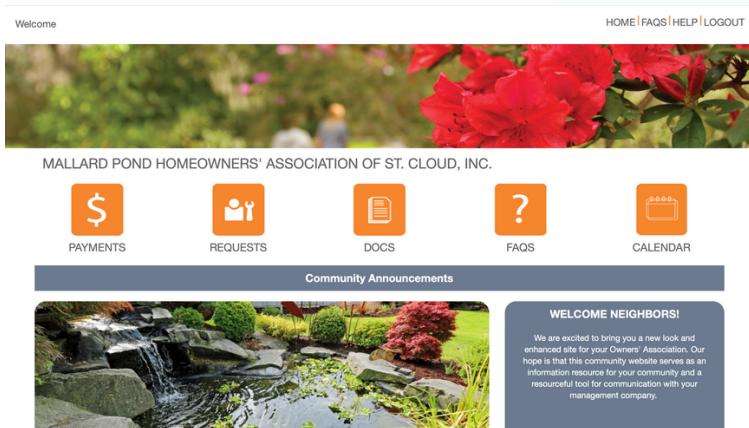 Welcome
HOME | FAQS | HELP | LOGOUT
MALLARD POND HOMEOWNERS' ASSOCIATION OF ST. CLOUD, INC.
$
?
PAYMENTS
REQUESTS
DOCS
FAQS
CALENDAR
Community Announcements
WELCOME NEIGHBORS!
We are excited to bring you a new look and
enhanced site for your Owners' Association. Our
hope is that this community website serves as an
information resource for your community and a
resourceful tool for communication with your
management company.